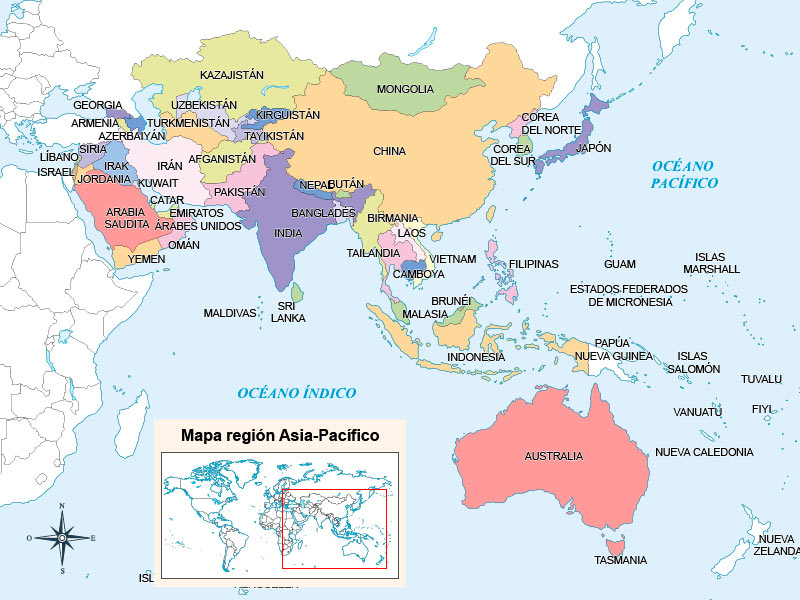 KAZAJISTÁN
MONGOLIA
GEORGIA
UZBEKISTÁN
ARMENIA
TURKMENISTÁN
KIRGUISTÁN
AZERBAIYÁN
TAYIKISTÁN
COREA
DEL NORTE
SIRIA
LÍBANO
IRAK
IRÁN
AFGANISTÁN
CHINA
COREA
DEL SUR
JAPÓN
ISRAEL
JORDANIA
KUWAIT
PAKISTÁN
NEPAL
BUTÁN
OCÉANO
PACÍFICO
CATAR
ARABIA
SAUDITA
EMIRATOS
ÁRABES UNIDOS
BANGLADÉS
BIRMANIA
INDIA
LAOS
OMÁN
YEMEN
TAILANDIA
VIETNAM
CAMBOYA
FILIPINAS
GUAM
ISLAS
MARSHALL
ESTADOS FEDERADOS
DE MICRONESIA
MALDIVAS
SRI
LANKA
BRUNÉI
MALASIA
INDONESIA
PAPÚA
NUEVA GUINEA
ISLAS
SALOMÓN
TUVALU
OCÉANO ÍNDICO
VANUATU
FIYI
Mapa región Asia-Pacífico
AUSTRALIA
NUEVA CALEDONIA
N
O
E
S
TASMANIA
NUEVA
ZELANDA
ISL